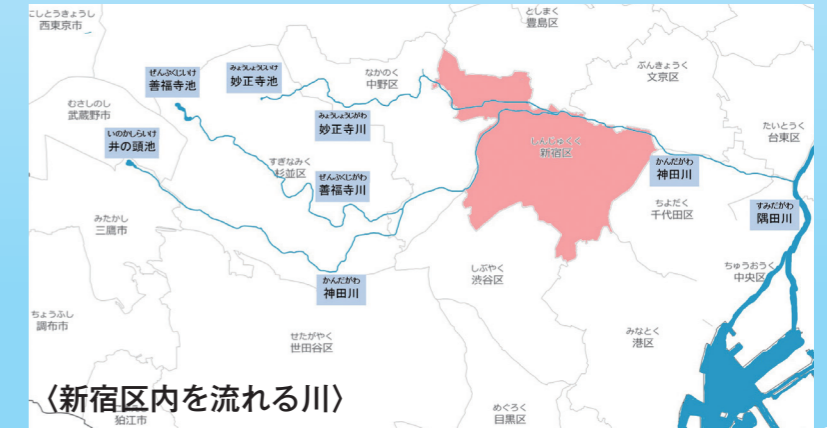 にしとうきょうし
西東京市
としまく
豊島区
ぜんぷくじいけ
善福寺池
みょうしょうじいけ
妙正寺池
なかのく
中野区
ぶんきょうく
文京区
むさしのし
武蔵野市
いのかしらいけ
井の頭池
みょうしょうじがわ
妙正寺川
たいとうく
台東区
しんじゅくく
新宿区
すぎなみく
杉並区
ぜんぷくじがわ
善福寺川
かんだがわ
神田川
みたかし
三鷹市
ちよだく
千代田区
すみだがわ
隅田川
しぶやく
渋谷区
ちゅうおうく
中央区
かんだがわ
神田川
ちょうふし
調布市
せたがやく
世田谷区
みなとく
港区
〈新宿区内を流れる川〉
狛江市
めぐろく
目黒区